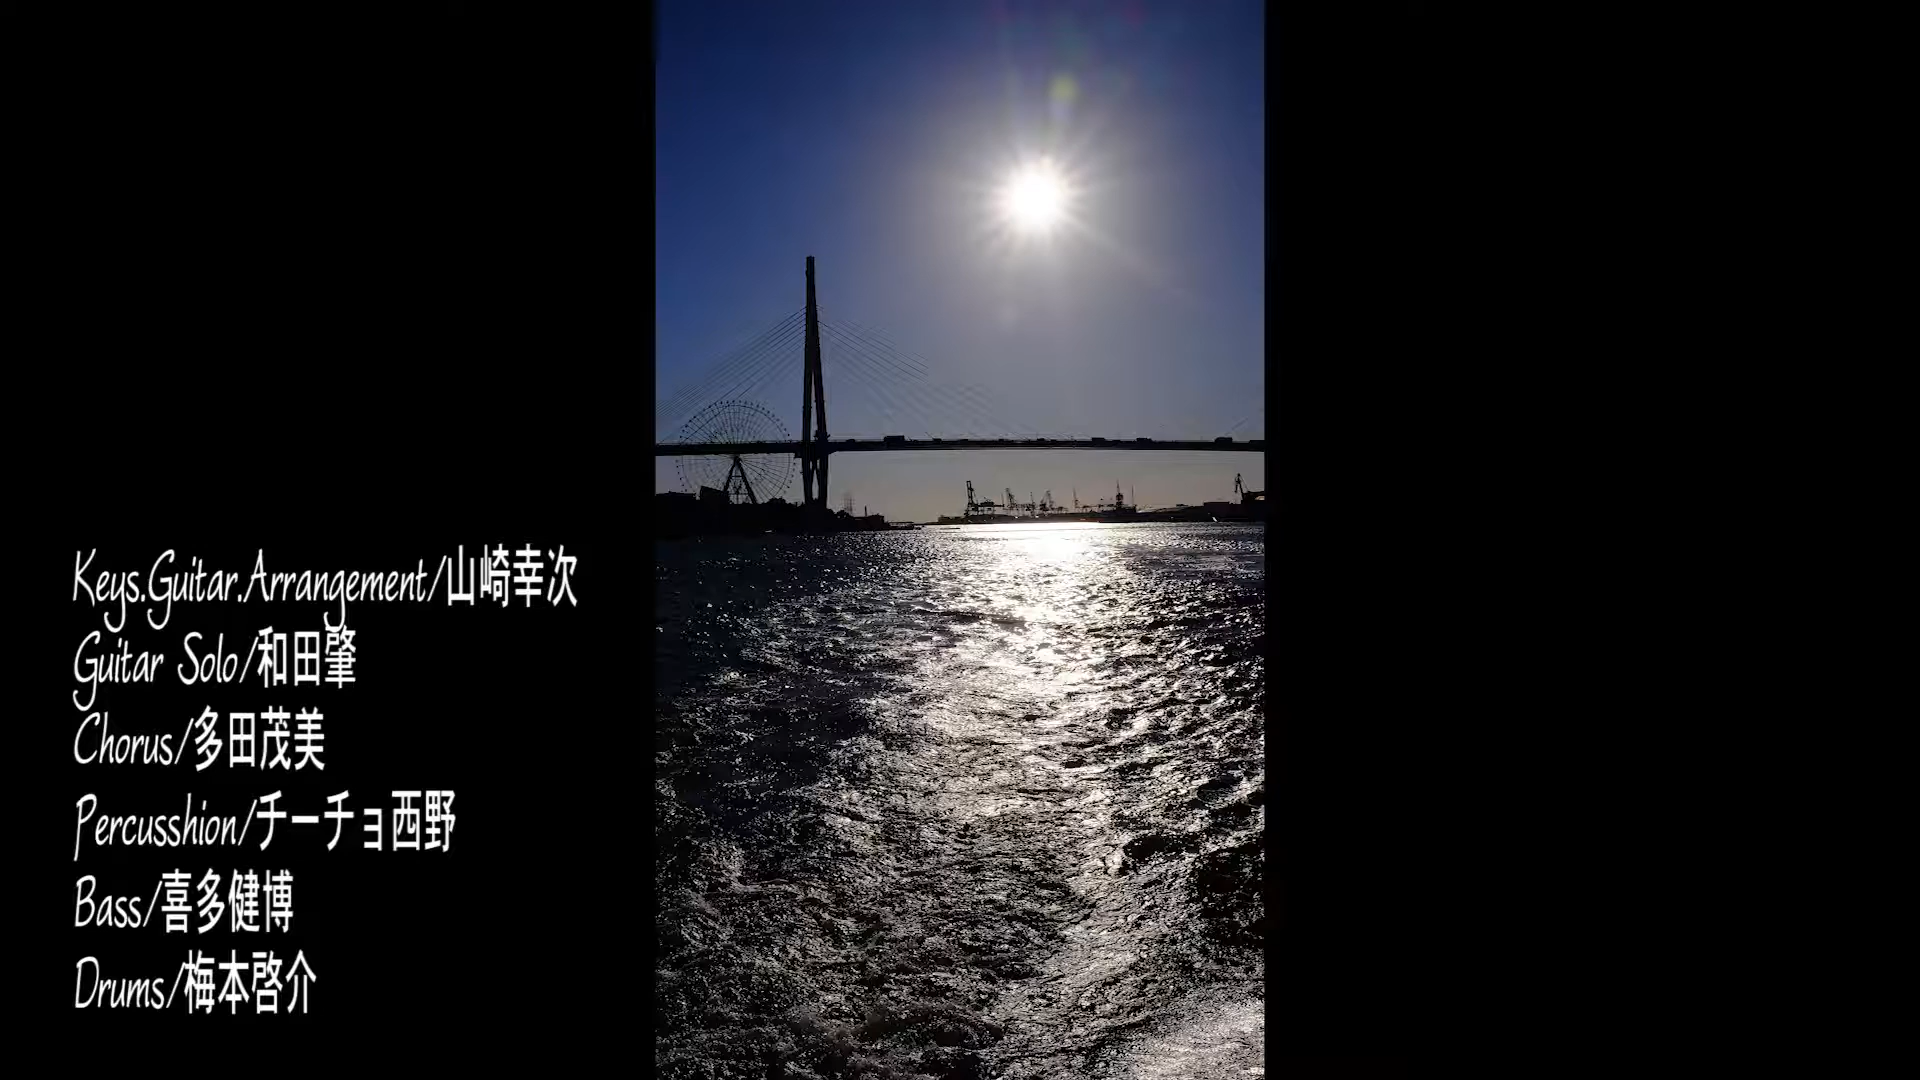 Keys.Guitar.Arrangement/山崎幸次
Guitar Solo/和田肇
Chorus/多田茂美
Percusshion/チーチョ西野
Bass/喜多健博
Drums/梅本啓介